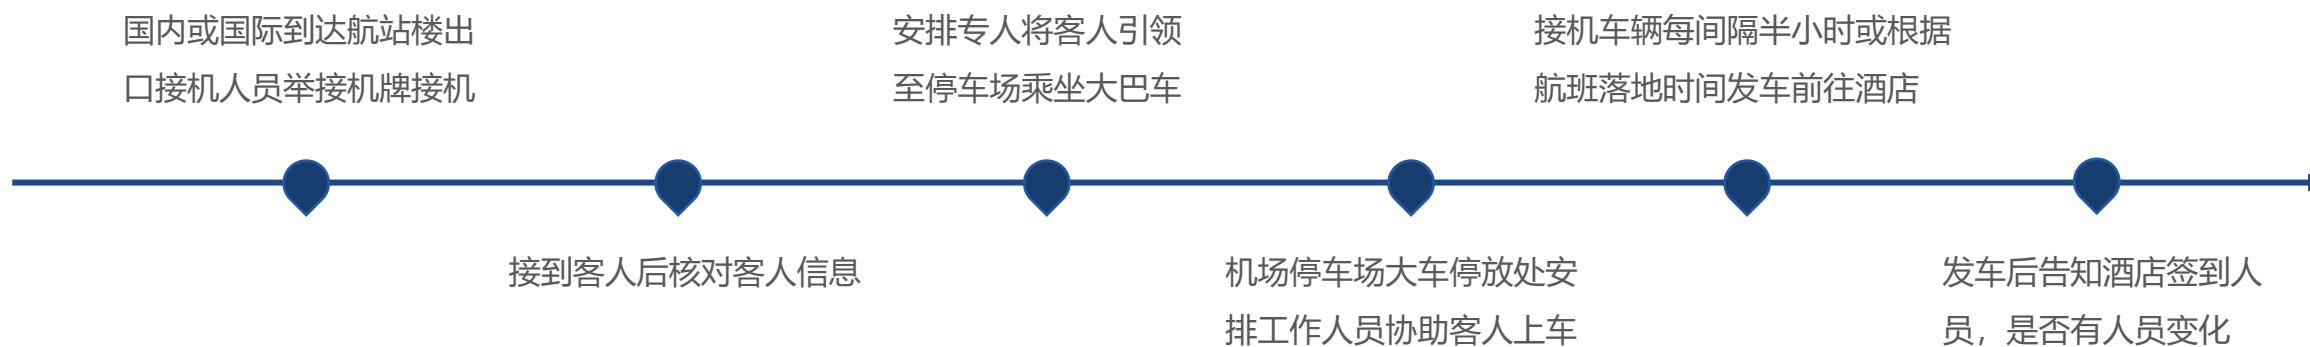 国内或国际到达航站楼出
口接机人员举接机牌接机
接到客人后核对客人信息
安排专人将客人引领
至停车场乘坐大巴车
机场停车场大车停放处安
排工作人员协助客人上车
接机车辆每间隔半小时或根据
航班落地时间发车前往酒店
发车后告知酒店签到人
员，是否有人员变化